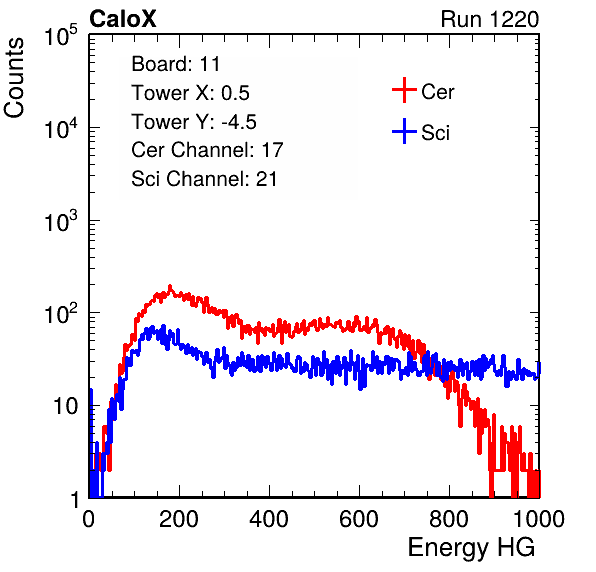 CaloX Run 1220
Counts
10^5
10^4
10^3
10^2
10
1
Board: 11
Tower X: 0.5
Tower Y: -4.5
Cer Channel: 17
Sci Channel: 21
Cer
Sci
0 200 400 600 800 1000
Energy HG